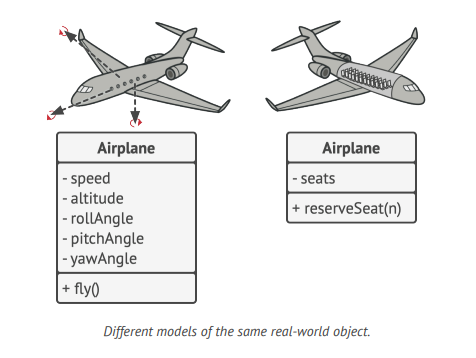 Airplane
- speed
- altitude
- rollAngle
- pitchAngle
- yawAngle
+ fly()
Airplane
- seats
+ reserveSeat(n)
Different models of the same real-world object.